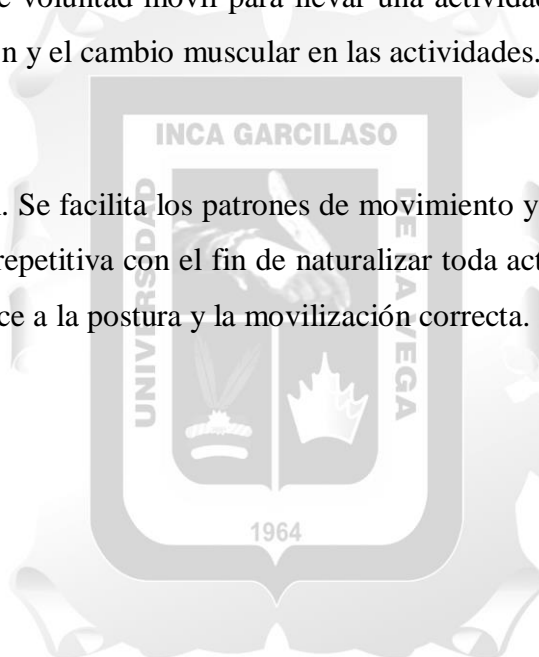 voluntad móvil para llevar una actividad
n y el cambio muscular en las actividades.
INCA GARCILASO
UNIVERSIDAD
DE LA VEGA
. Se facilita los patrones de movimiento y
repetitiva con el fin de naturalizar toda act
ce a la postura y la movilización correcta.
1964